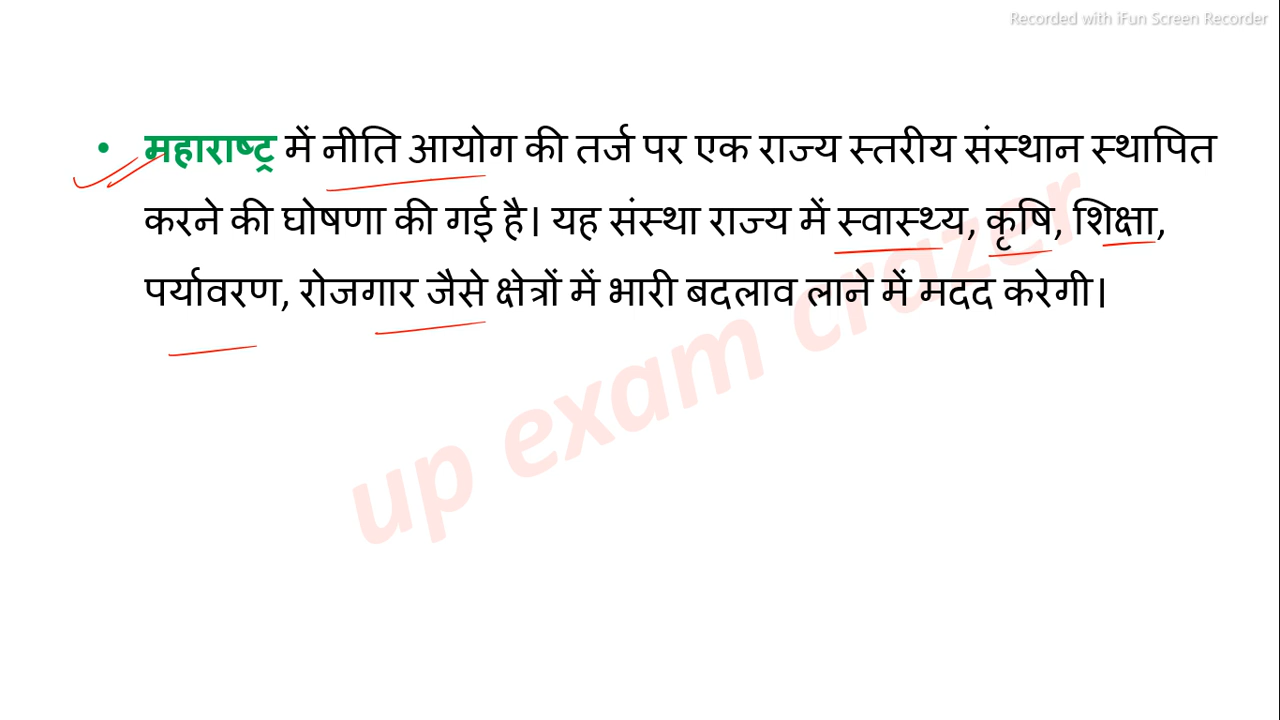 Recorded with iFun Screen Recorder
• महाराष्ट्र में नीति आयोग की तर्ज पर एक राज्य स्तरीय संस्थान स्थापित
करने की घोषणा की गई है। यह संस्था राज्य में स्वास्थ्य, कृषि, शिक्षा,
पर्यावरण, रोजगार जैसे क्षेत्रों में भारी बदलाव लाने में मदद करेगी।
up exam crazer